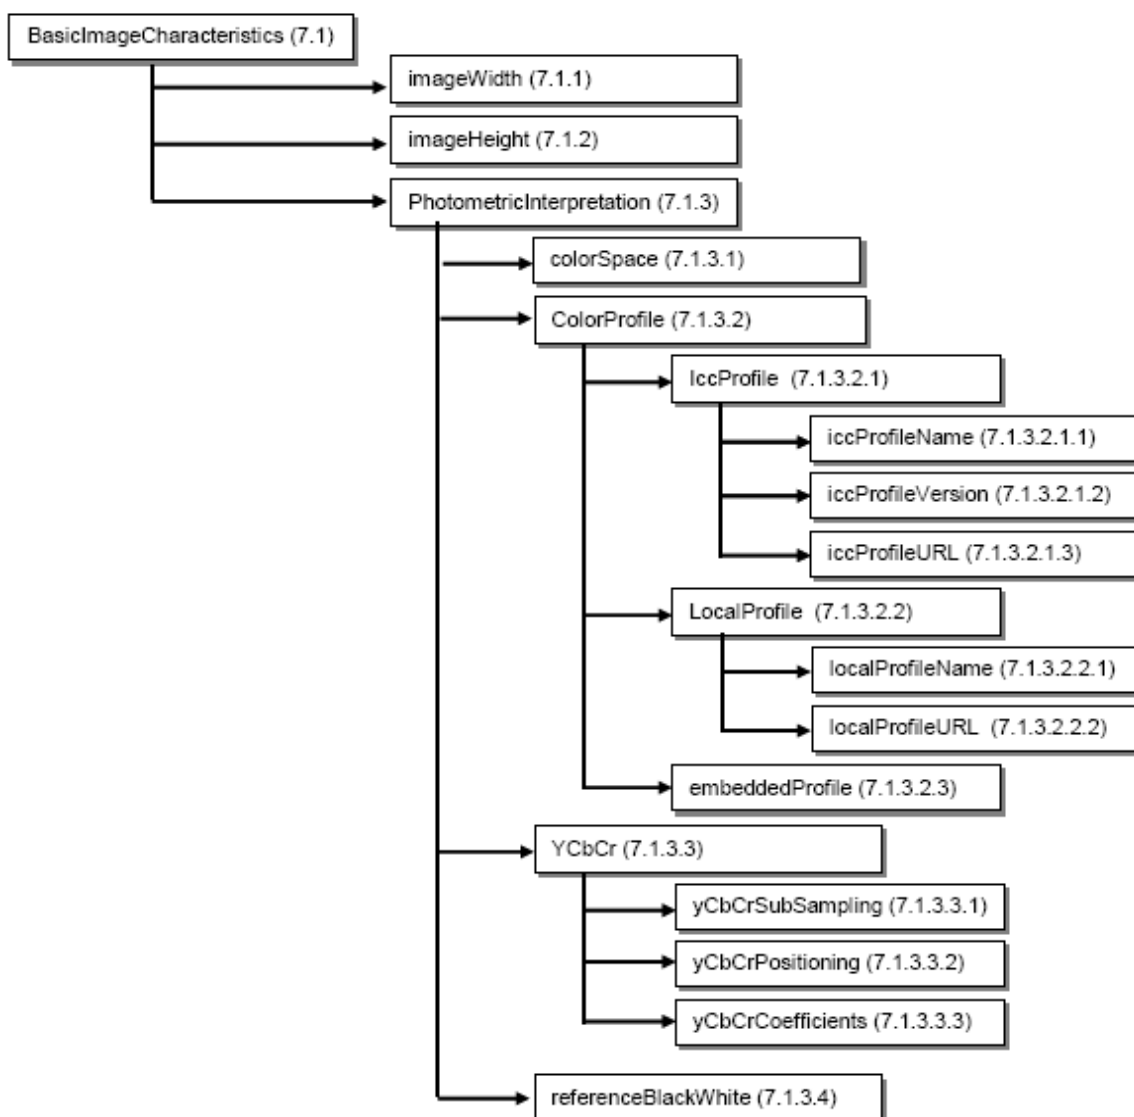 BasicImageCharacteristics (7.1)
imageWidth (7.1.1)
imageHeight (7.1.2)
PhotometricInterpretation (7.1.3)
colorSpace (7.1.3.1)
ColorProfile (7.1.3.2)
IccProfile (7.1.3.2.1)
iccProfileName (7.1.3.2.1.1)
iccProfileVersion (7.1.3.2.1.2)
iccProfileURL (7.1.3.2.1.3)
LocalProfile (7.1.3.2.2)
localProfileName (7.1.3.2.2.1)
localProfileURL (7.1.3.2.2.2)
embeddedProfile (7.1.3.2.3)
YCbCr (7.1.3.3)
yCbCrSubSampling (7.1.3.3.1)
yCbCrPositioning (7.1.3.3.2)
yCbCrCoefficients (7.1.3.3.3)
referenceBlackWhite (7.1.3.4)